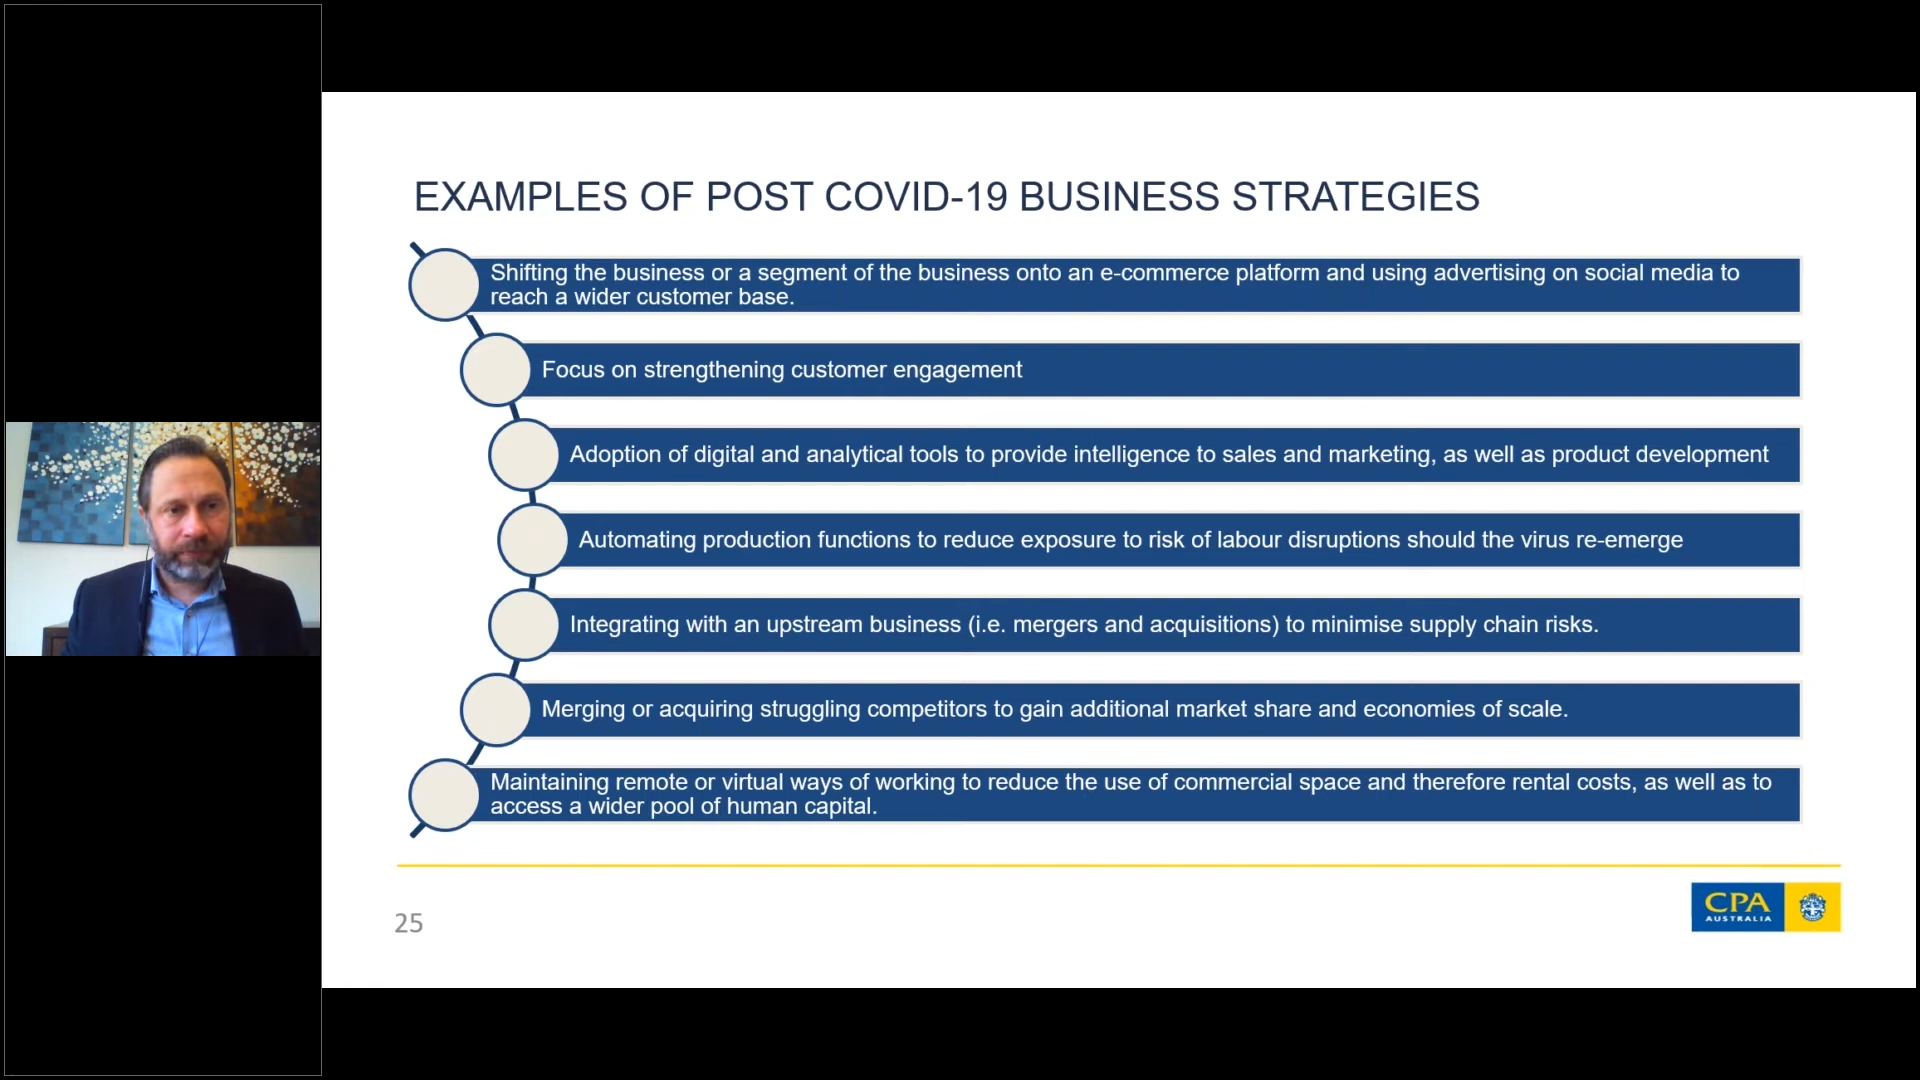 EXAMPLES OF POST COVID-19 BUSINESS STRATEGIES
Shifting the business or a segment of the business onto an e-commerce platform and using advertising on social media to
reach a wider customer base.
Focus on strengthening customer engagement
Adoption of digital and analytical tools to provide intelligence to sales and marketing, as well as product development
Automating production functions to reduce exposure to risk of labour disruptions should the virus re-emerge
Integrating with an upstream business (i.e. mergers and acquisitions) to minimise supply chain risks.
Merging or acquiring struggling competitors to gain additional market share and economies of scale.
Maintaining remote or virtual ways of working to reduce the use of commercial space and therefore rental costs, as well as to
access a wider pool of human capital.
25
CPA
AUSTRALIA